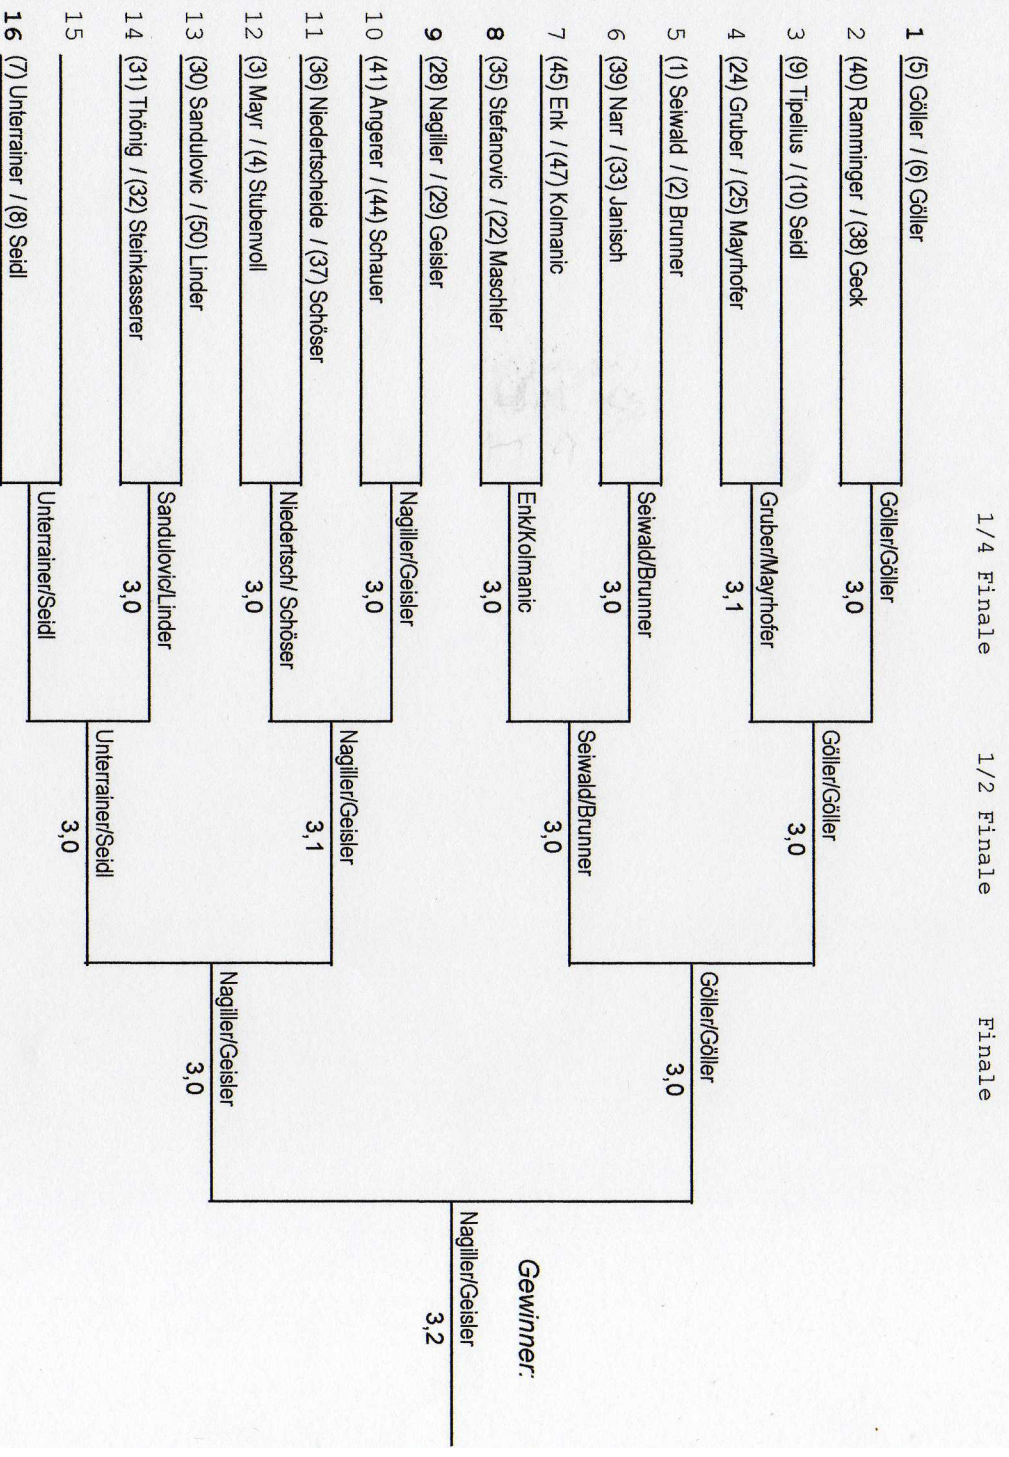 1/4 Finale 1/2 Finale Finale
1 (5) Göller / (6) Göller
Göller/Göller
2 (40) Ramminger / (38) Geck
3,0
Göller/Göller
3 (9) Tipelius / (10) Seidl
3,0
Gruber/Mayrhofer
4 (24) Gruber / (25) Mayrhofer
3,1
Göller/Göller
5 (1) Seiwald / (2) Brunner
3,0
Seiwald/Brunner
6 (39) Narr / (33) Janisch
3,0
Seiwald/Brunner
7 (45) Enk / (47) Kolmanic
3,0
Enk/Kolmanic
Gewinner:
8 (35) Stefanovic / (22) Maschler
3,0
Nagiller/Geisler
9 (28) Nagiller / (29) Geisler
3,2
Nagiller/Geisler
10 (41) Angerer / (44) Schauer
3,0
Nagiller/Geisler
11 (36) Niedertscheide / (37) Schöser
3,1
Niedertsch/ Schöser
12 (3) Mayr / (4) Stubenvoll
3,0
Nagiller/Geisler
13 (30) Sandulovic / (50) Linder
3,0
Sandulovic/Linder
14 (31) Thönig / (32) Steinkasserer
3,0
Unterrainer/Seidl
15
3,0
Unterrainer/Seidl
16 (7) Unterrainer / (8) Seidl